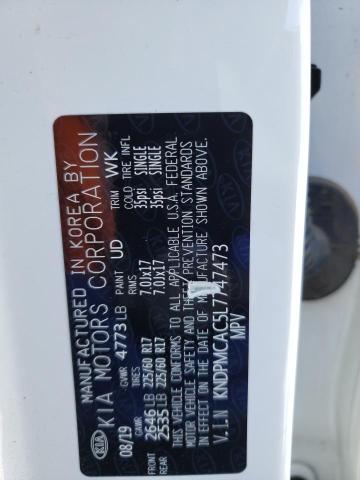 MANUFACTURED IN KOREA BY
KIA KIA MOTORS CORPORATION
08/19 GVWR 4773 LB PAINT UD TRIM WK
GAWR TIRES RIMS COLD TIRE INFL
FRONT 2646 LB 225/60 R17 7.0Jx17 35psi SINGLE
REAR 2535 LB 225/60 R17 7.0Jx17 35psi SINGLE
THIS VEHICLE CONFORMS TO ALL APPLICABLE U.S.A. FEDERAL
MOTOR VEHICLE SAFETY AND THEFT PREVENTION STANDARDS
IN EFFECT ON THE DATE OF MANUFACTURE SHOWN ABOVE.
V.I.N KNDPMCAC5L7747473
MPV